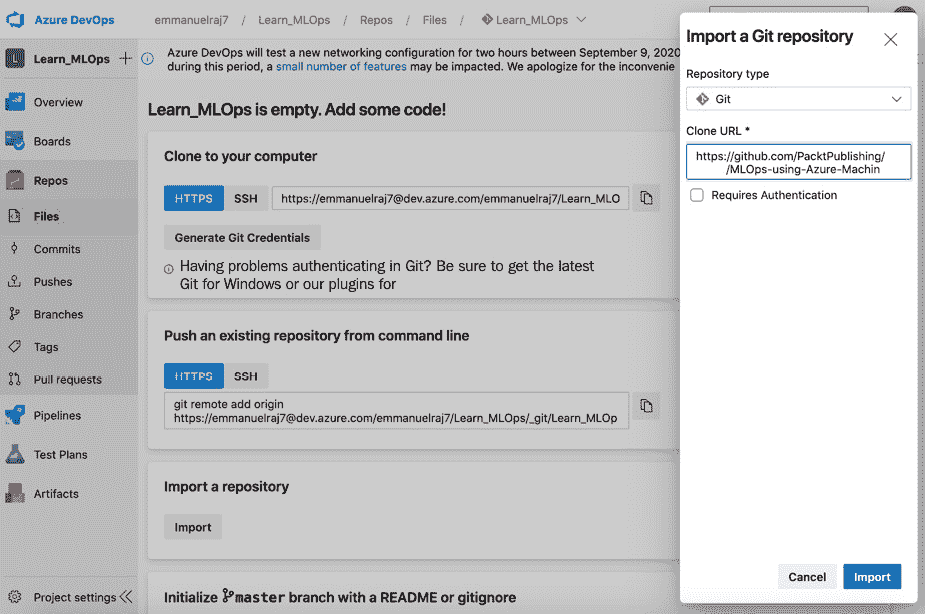 Azure DevOps
emmanuelraj7 / Learn_MLOps / Repos / Files / Learn_MLOps
Learn_MLOps
Overview
Boards
Repos
Files
Commits
Pushes
Branches
Tags
Pull requests
Pipelines
Test Plans
Artifacts
Project settings
Azure DevOps will test a new networking configuration for two hours between September 9, 2020
during this period, a small number of features may be impacted. We apologize for the inconvenie
Learn_MLOps is empty. Add some code!
Clone to your computer
HTTPS SSH https://emmanuelraj7@dev.azure.com/emmanuelraj7/Learn_MLO
Generate Git Credentials
Having problems authenticating in Git? Be sure to get the latest
Git for Windows or our plugins for
Push an existing repository from command line
HTTPS SSH
git remote add origin
https://emmanuelraj7@dev.azure.com/emmanuelraj7/Learn_MLOps/_git/Learn_MLOp
Import a repository
Import
Initialize master branch with a README or gitignore
Import a Git repository
Repository type
Git
Clone URL *
https://github.com/PacktPublishing/
/MLOps-using-Azure-Machin
Requires Authentication
Cancel Import